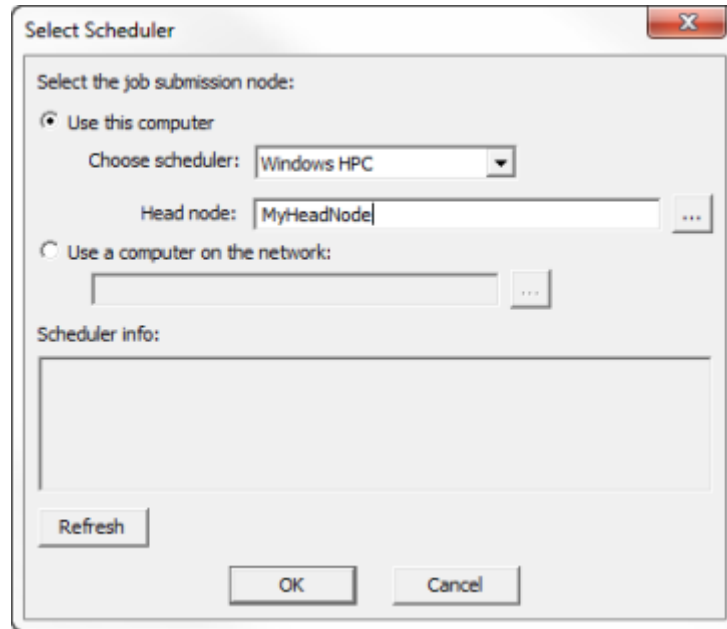 Select Scheduler
Select the job submission node:
Use this computer
Choose scheduler: Windows HPC
Head node: MyHeadNode ...
Use a computer on the network:
...
Scheduler info:
Refresh
OK Cancel